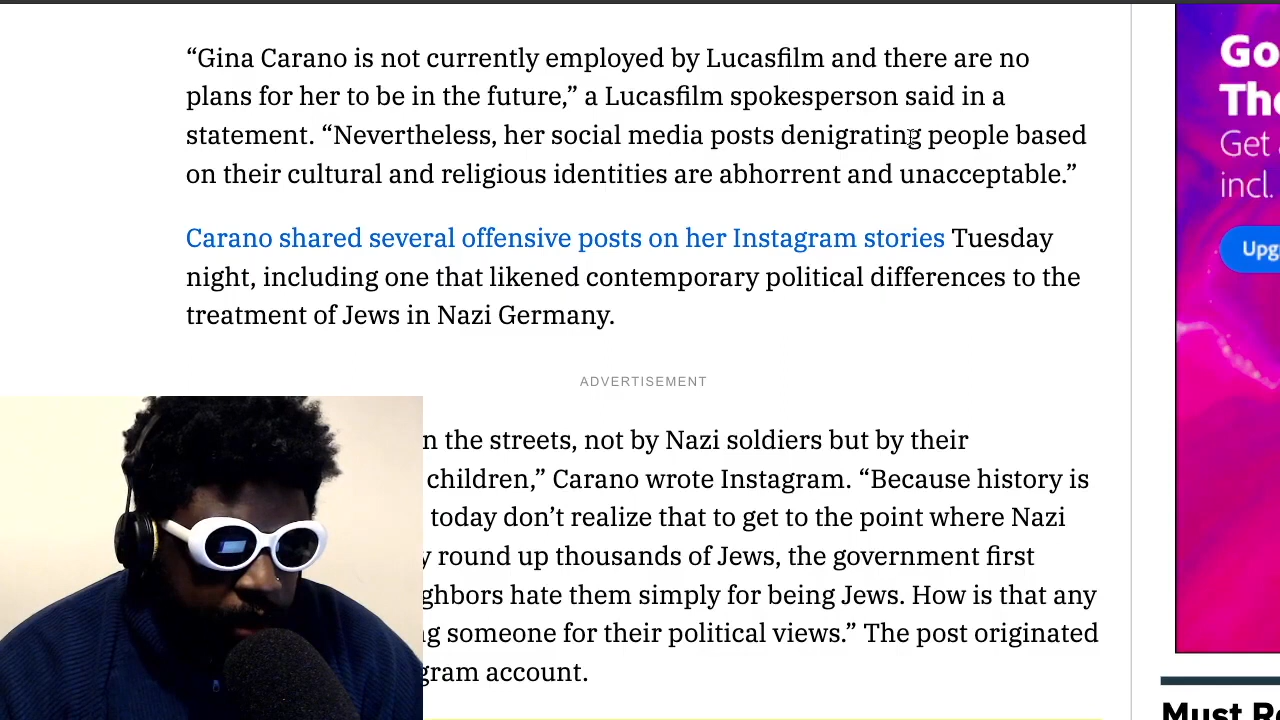 “Gina Carano is not currently employed by Lucasfilm and there are no
plans for her to be in the future,” a Lucasfilm spokesperson said in a
statement. “Nevertheless, her social media posts denigrating people based
on their cultural and religious identities are abhorrent and unacceptable.”
Carano shared several offensive posts on her Instagram stories Tuesday
night, including one that likened contemporary political differences to the
treatment of Jews in Nazi Germany.
ADVERTISEMENT
the streets, not by Nazi soldiers but by their
children,” Carano wrote Instagram. “Because history is
today don’t realize that to get to the point where Nazi
round up thousands of Jews, the government first
hate them simply for being Jews. How is that any
someone for their political views.” The post originated
account.
Get
incl.
Must